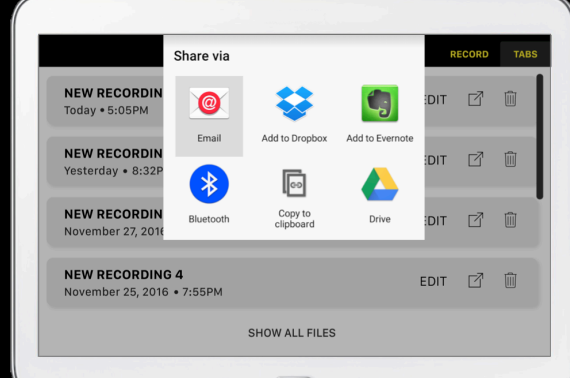 Share via
RECORD TABS
NEW RECORDIN
Today • 5:05PM
EDIT
Email
Add to Dropbox
Add to Evernote
NEW RECORDIN
Yesterday • 8:32P
EDIT
Bluetooth
Copy to
clipboard
Drive
NEW RECORDIN
November 27, 2016
EDIT
NEW RECORDING 4
November 25, 2016 • 7:55PM
EDIT
SHOW ALL FILES